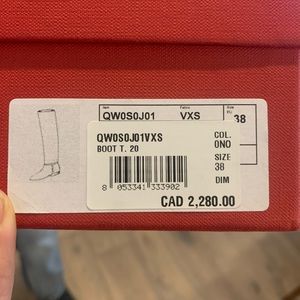 Item
QW0S0J01
Fabric
VXS
Size
38
QW0S0J01VXS
BOOT T. 20
COL.
0NO
SIZE
38
DIM
8 053341 333902
CAD 2,280.00